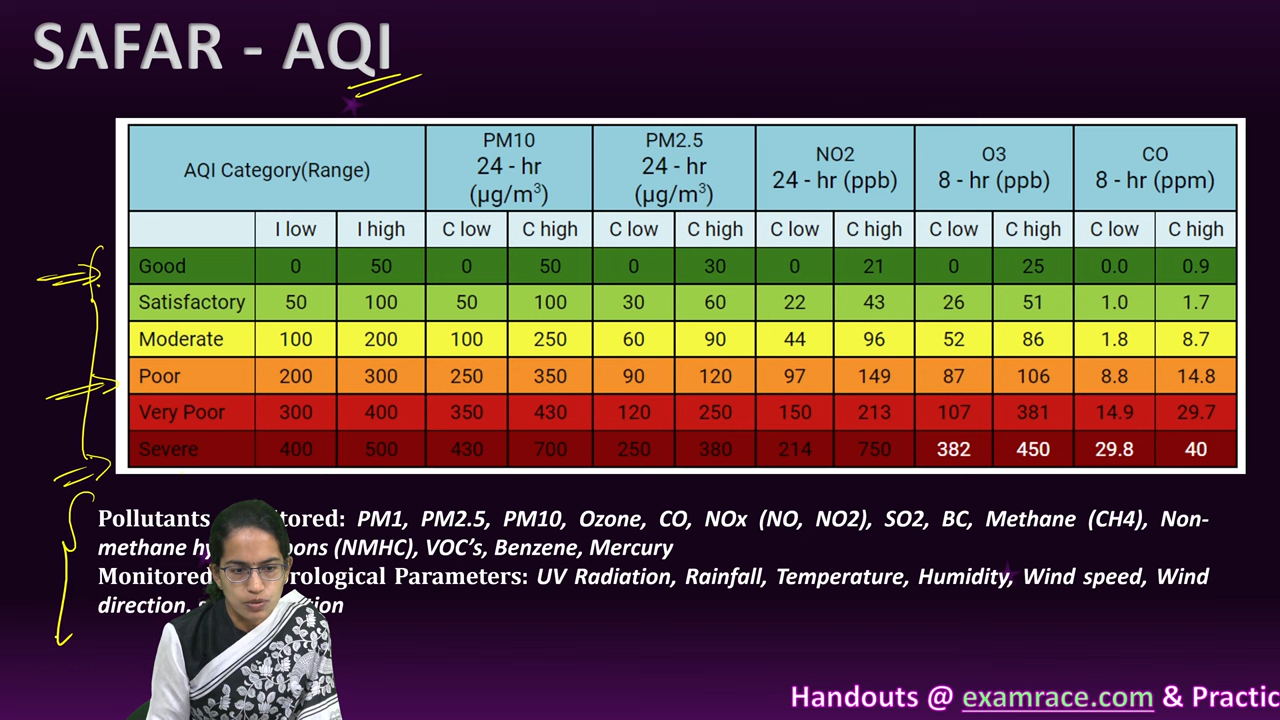 SAFAR - AQI
AQI Category(Range) PM10 24 - hr (µg/m³) PM2.5 24 - hr (µg/m³) NO2 24 - hr (ppb) O3 8 - hr (ppb) CO 8 - hr (ppm)
I low I high C low C high C low C high C low C high C low C high C low C high
Good 0 50 0 50 0 30 0 21 0 25 0.0 0.9
Satisfactory 50 100 50 100 30 60 22 43 26 51 1.0 1.7
Moderate 100 200 100 250 60 90 44 96 52 86 1.8 8.7
Poor 200 300 250 350 90 120 97 149 87 106 8.8 14.8
Very Poor 300 400 350 430 120 250 150 213 107 381 14.9 29.7
Severe 400 500 430 700 250 380 214 750 382 450 29.8 40
Pollutants tored: PM1, PM2.5, PM10, Ozone, CO, NOx (NO, NO2), SO2, BC, Methane (CH4), Non-
methane hy oons (NMHC), VOC's, Benzene, Mercury
Monitored rological Parameters: UV Radiation, Rainfall, Temperature, Humidity, Wind speed, Wind
direction,
Handouts @ examrace.com & Practic